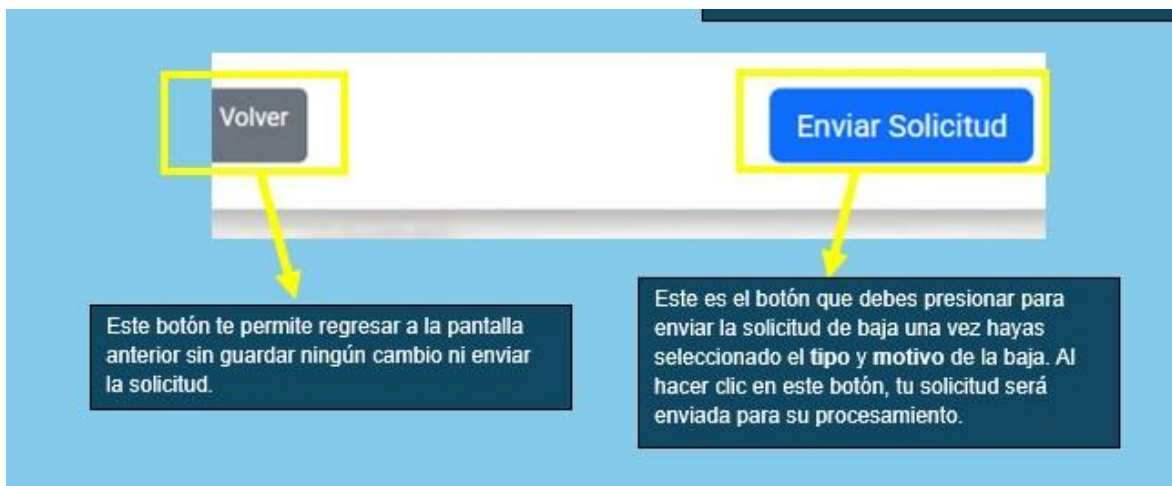 Volver
Enviar Solicitud
Este botón te permite regresar a la pantalla
anterior sin guardar ningún cambio ni enviar
la solicitud.
Este es el botón que debes presionar para
enviar la solicitud de baja una vez hayas
seleccionado el tipo y motivo de la baja. Al
hacer clic en este botón, tu solicitud será
enviada para su procesamiento.